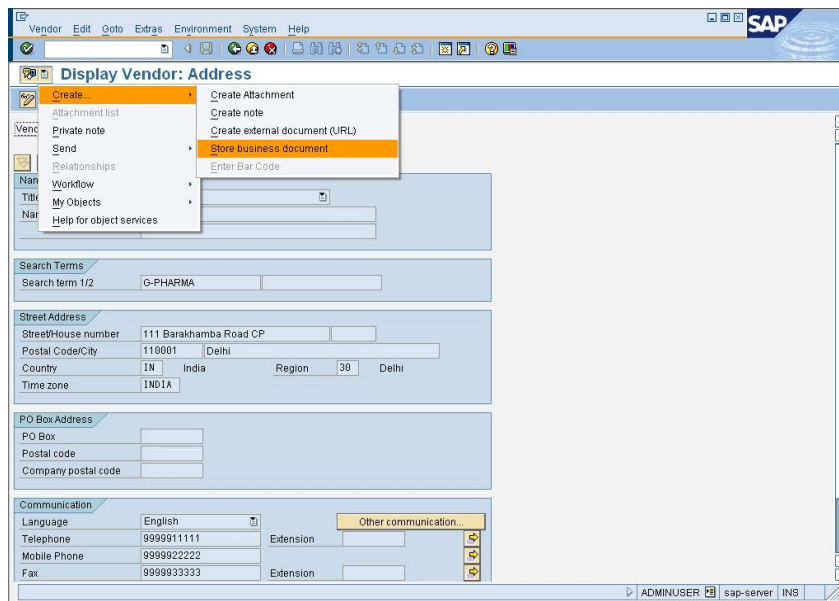 Vendor Edit Goto Extras Environment System Help
SAP
Display Vendor: Address
Create...
Attachment list
Private note
Send
Relationships
Workflow
My Objects
Help for object services
Create Attachment
Create note
Create external document (URL)
Store business document
Enter Bar Code
Search Terms
Search term 1/2 G-PHARMA
Street Address
Street/House number 111 Barakhamba Road CP
Postal Code/City 110001 Delhi
Country IN India Region 30 Delhi
Time zone INDIA
PO Box Address
PO Box
Postal code
Company postal code
Communication
Language English Other communication...
Telephone 9999911111 Extension
Mobile Phone 9999922222
Fax 9999933333 Extension
ADMINUSER sap-server INS